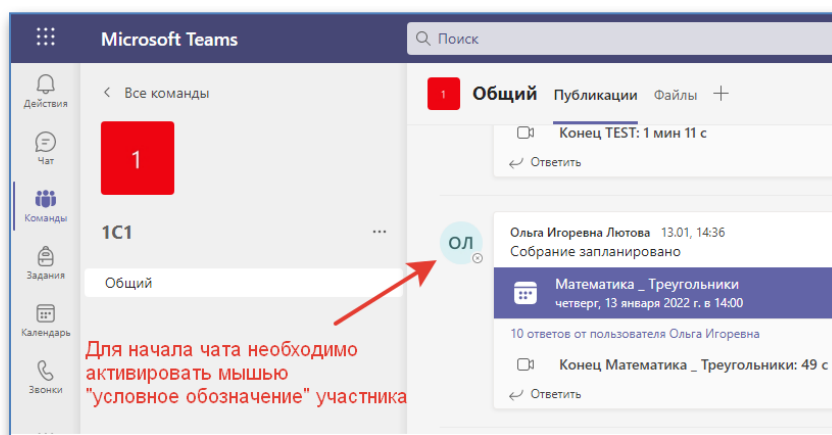 Microsoft Teams
Поиск
Действия
Чат
Команды
Задания
Календарь
Звонки
Все команды
1
1С1
Общий
Для начала чата необходимо
активировать мышью
"условное обозначение" участника
1 Общий Публикации Файлы
Конец TEST: 1 мин 11 с
Ответить
ОЛ
Ольга Игоревна Лютова 13.01, 14:36
Собрание запланировано
Математика _ Треугольники
четверг, 13 января 2022 г. в 14:00
10 ответов от пользователя Ольга Игоревна
Конец Математика _ Треугольники: 49 с
Ответить